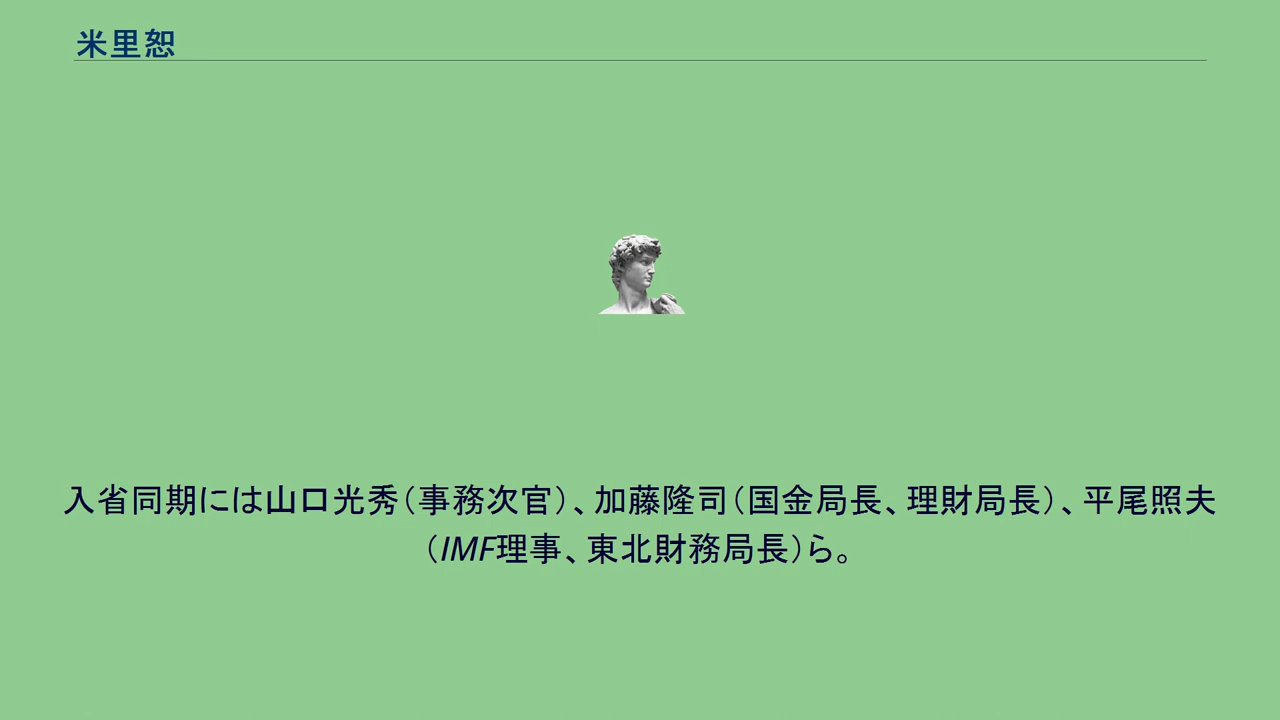 米里恕
入省同期には山口光秀（事務次官）、加藤隆司（国金局長、理財局長）、平尾照夫
（IMF理事、東北財務局長）ら。